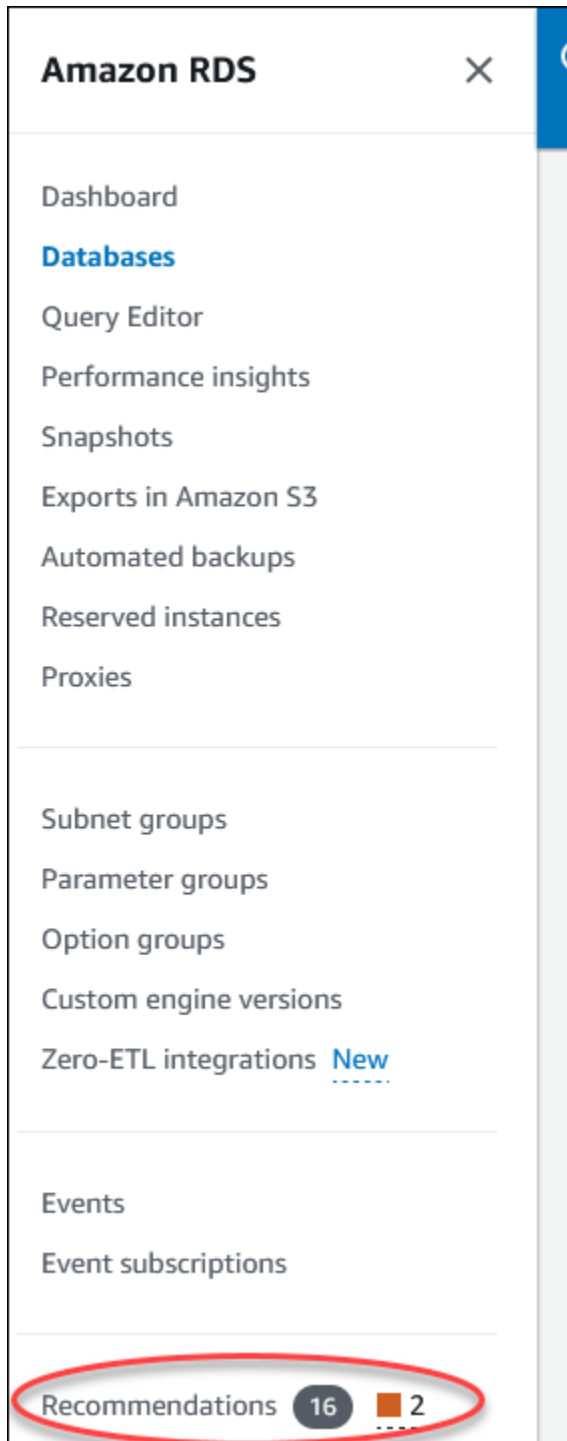 Amazon RDS
Dashboard
Databases
Query Editor
Performance insights
Snapshots
Exports in Amazon S3
Automated backups
Reserved instances
Proxies
Subnet groups
Parameter groups
Option groups
Custom engine versions
Zero-ETL integrations New
Events
Event subscriptions
Recommendations 16 2